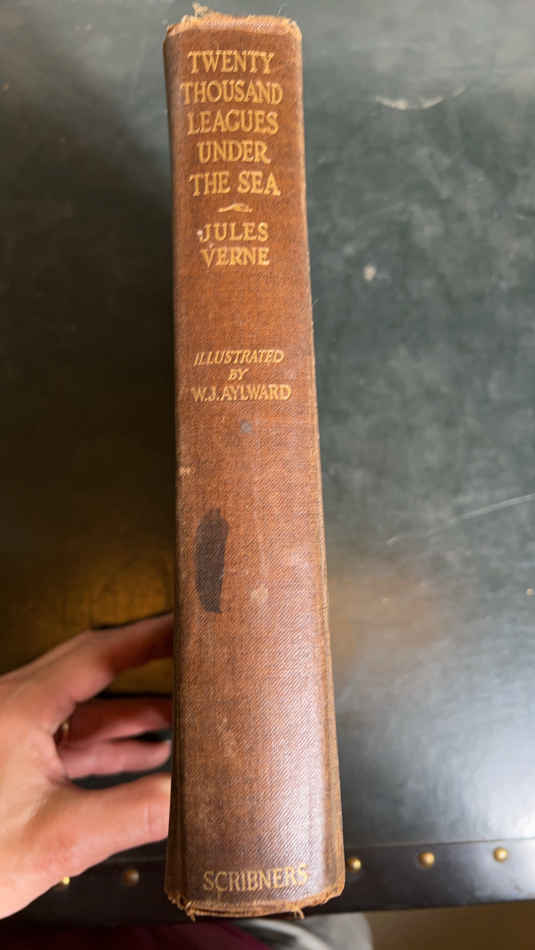 TWENTY
THOUSAND
LEAGUES
UNDER
THE SEA
JULES
VERNE
ILLUSTRATED
BY
W.J.AYLWARD
SCRIBNERS